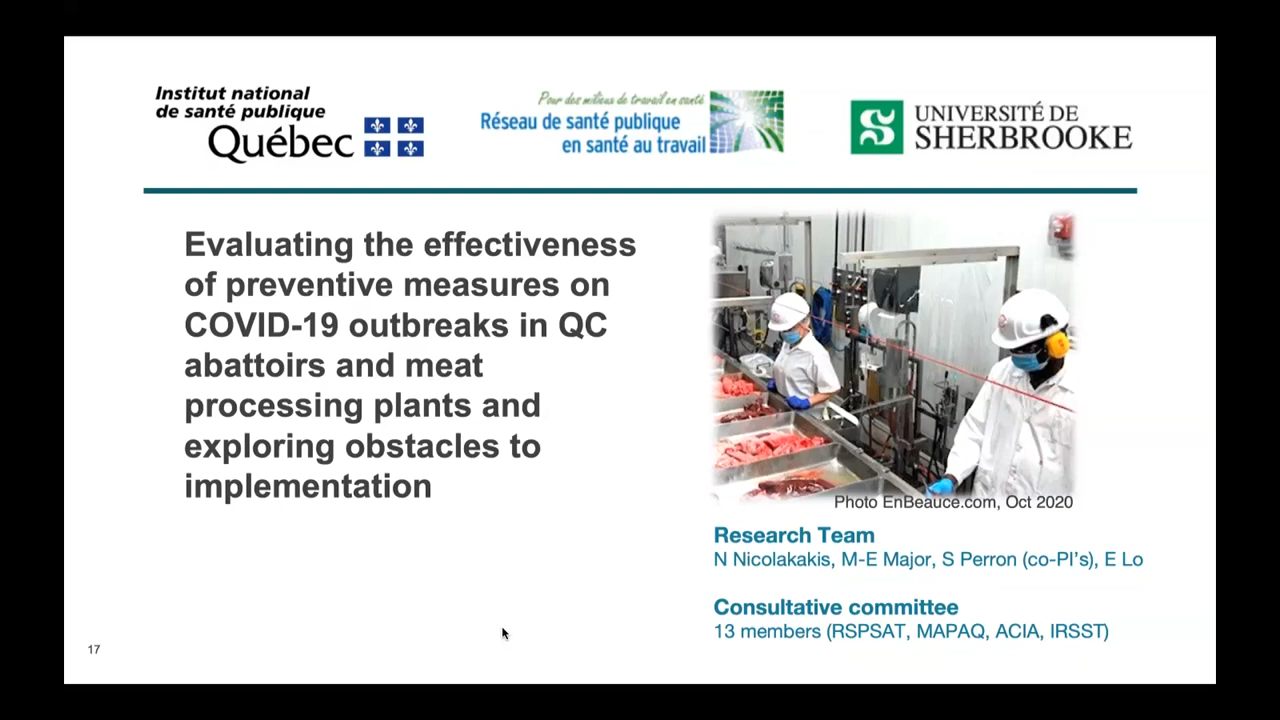 Institut national
de santé publique
Québec
Pour des milieux de travail en santé
Réseau de santé publique
en santé au travail
UNIVERSITÉ DE
SHERBROOKE
Evaluating the effectiveness
of preventive measures on
COVID-19 outbreaks in QC
abattoirs and meat
processing plants and
exploring obstacles to
implementation
Photo EnBeauce.com, Oct 2020
Research Team
N Nicolakakis, M-E Major, S Perron (co-PI's), E Lo
Consultative committee
13 members (RSPSAT, MAPAQ, ACIA, IRSST)
17